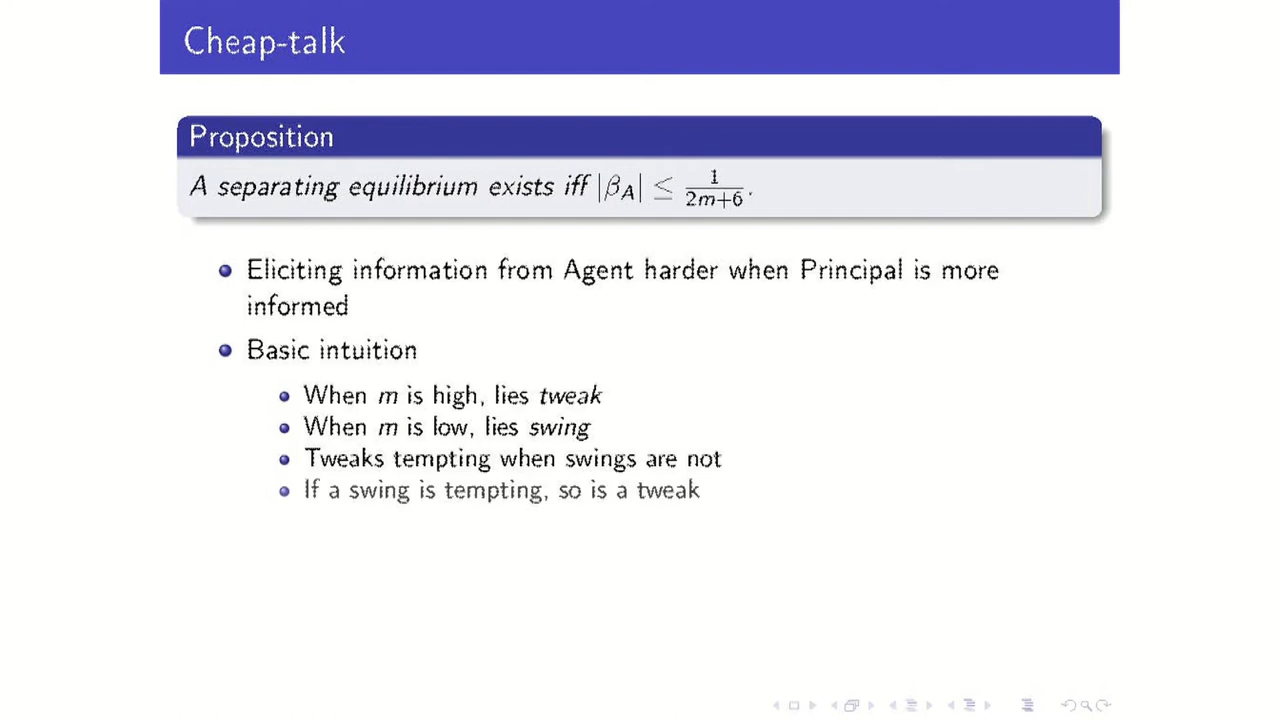 Cheap-talk
Proposition
A separating equilibrium exists iff |β_A| ≤ 1/(2m+6).
Eliciting information from Agent harder when Principal is more
informed
Basic intuition
When m is high, lies tweak
When m is low, lies swing
Tweaks tempting when swings are not
If a swing is tempting, so is a tweak